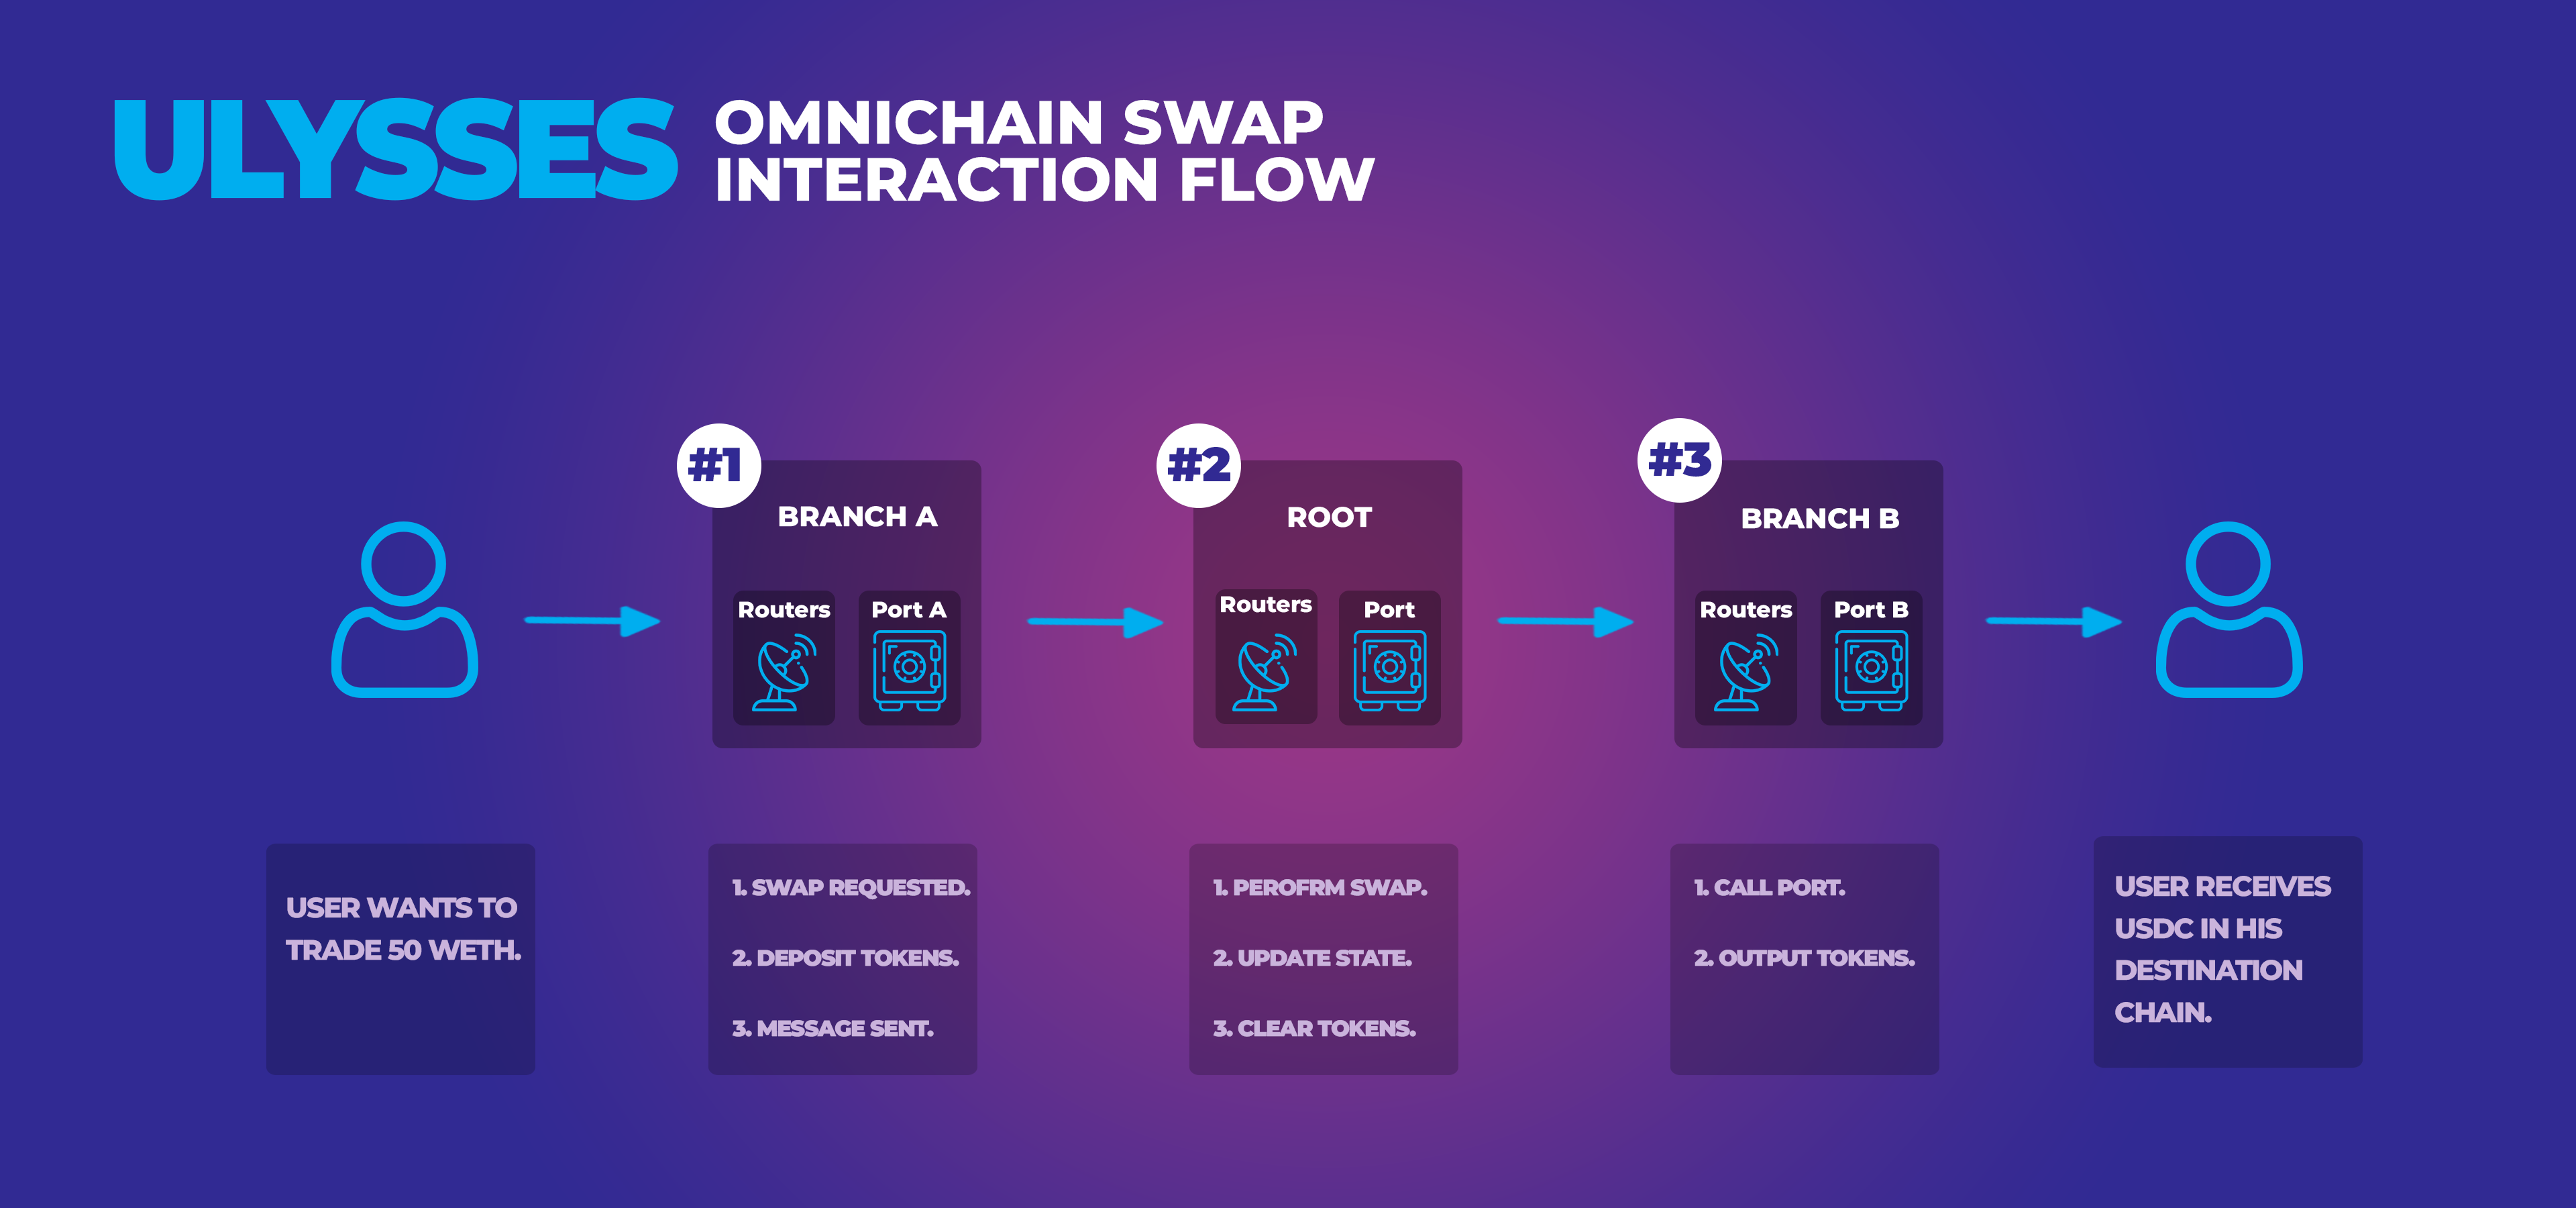 ULYSSES
OMNICHAIN SWAP
INTERACTION FLOW
#1
BRANCH A
Routers
Port A
#2
ROOT
Routers
Port
#3
BRANCH B
Routers
Port B
USER WANTS TO
TRADE 50 WETH.
1. SWAP REQUESTED.
2. DEPOSIT TOKENS.
3. MESSAGE SENT.
1. PEROFRM SWAP.
2. UPDATE STATE.
3. CLEAR TOKENS.
1. CALL PORT.
2. OUTPUT TOKENS.
USER RECEIVES
USDC IN HIS
DESTINATION
CHAIN.